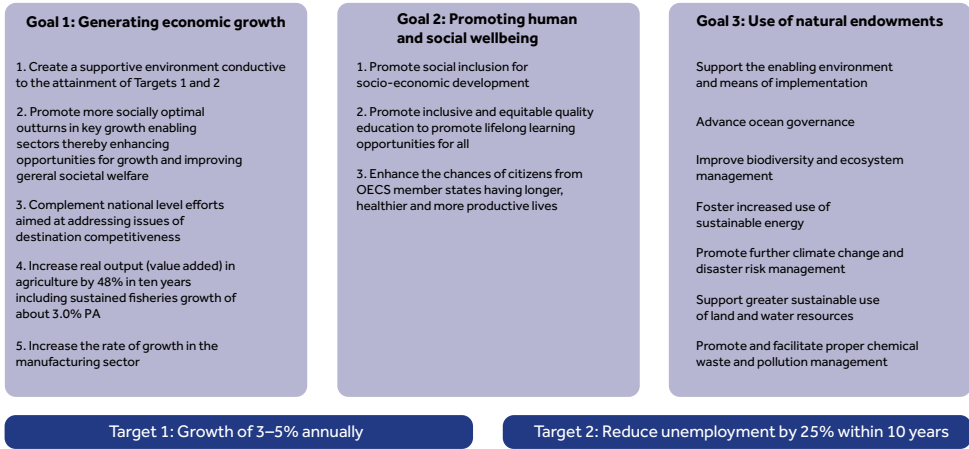 Goal 1: Generating economic growth
1. Create a supportive environment conductive
to the attainment of Targets 1 and 2
2. Promote more socially optimal
outturns in key growth enabling
sectors thereby enhancing
opportunities for growth and improving
gereral societal welfare
3. Complement national level efforts
aimed at addressing issues of
destination competitiveness
4. Increase real output (value added) in
agriculture by 48% in ten years
including sustained fisheries growth of
about 3.0% PA
5. Increase the rate of growth in the
manufacturing sector
Goal 2: Promoting human
and social wellbeing
1. Promote social inclusion for
socio-economic development
2. Promote inclusive and equitable quality
education to promote lifelong learning
opportunities for all
3. Enhance the chances of citizens from
OECS member states having longer,
healthier and more productive lives
Goal 3: Use of natural endowments
Support the enabling environment
and means of implementation
Advance ocean governance
Improve biodiversity and ecosystem
management
Foster increased use of
sustainable energy
Promote further climate change and
disaster risk management
Support greater sustainable use
of land and water resources
Promote and facilitate proper chemical
waste and pollution management
Target 1: Growth of 3–5% annually
Target 2: Reduce unemployment by 25% within 10 years